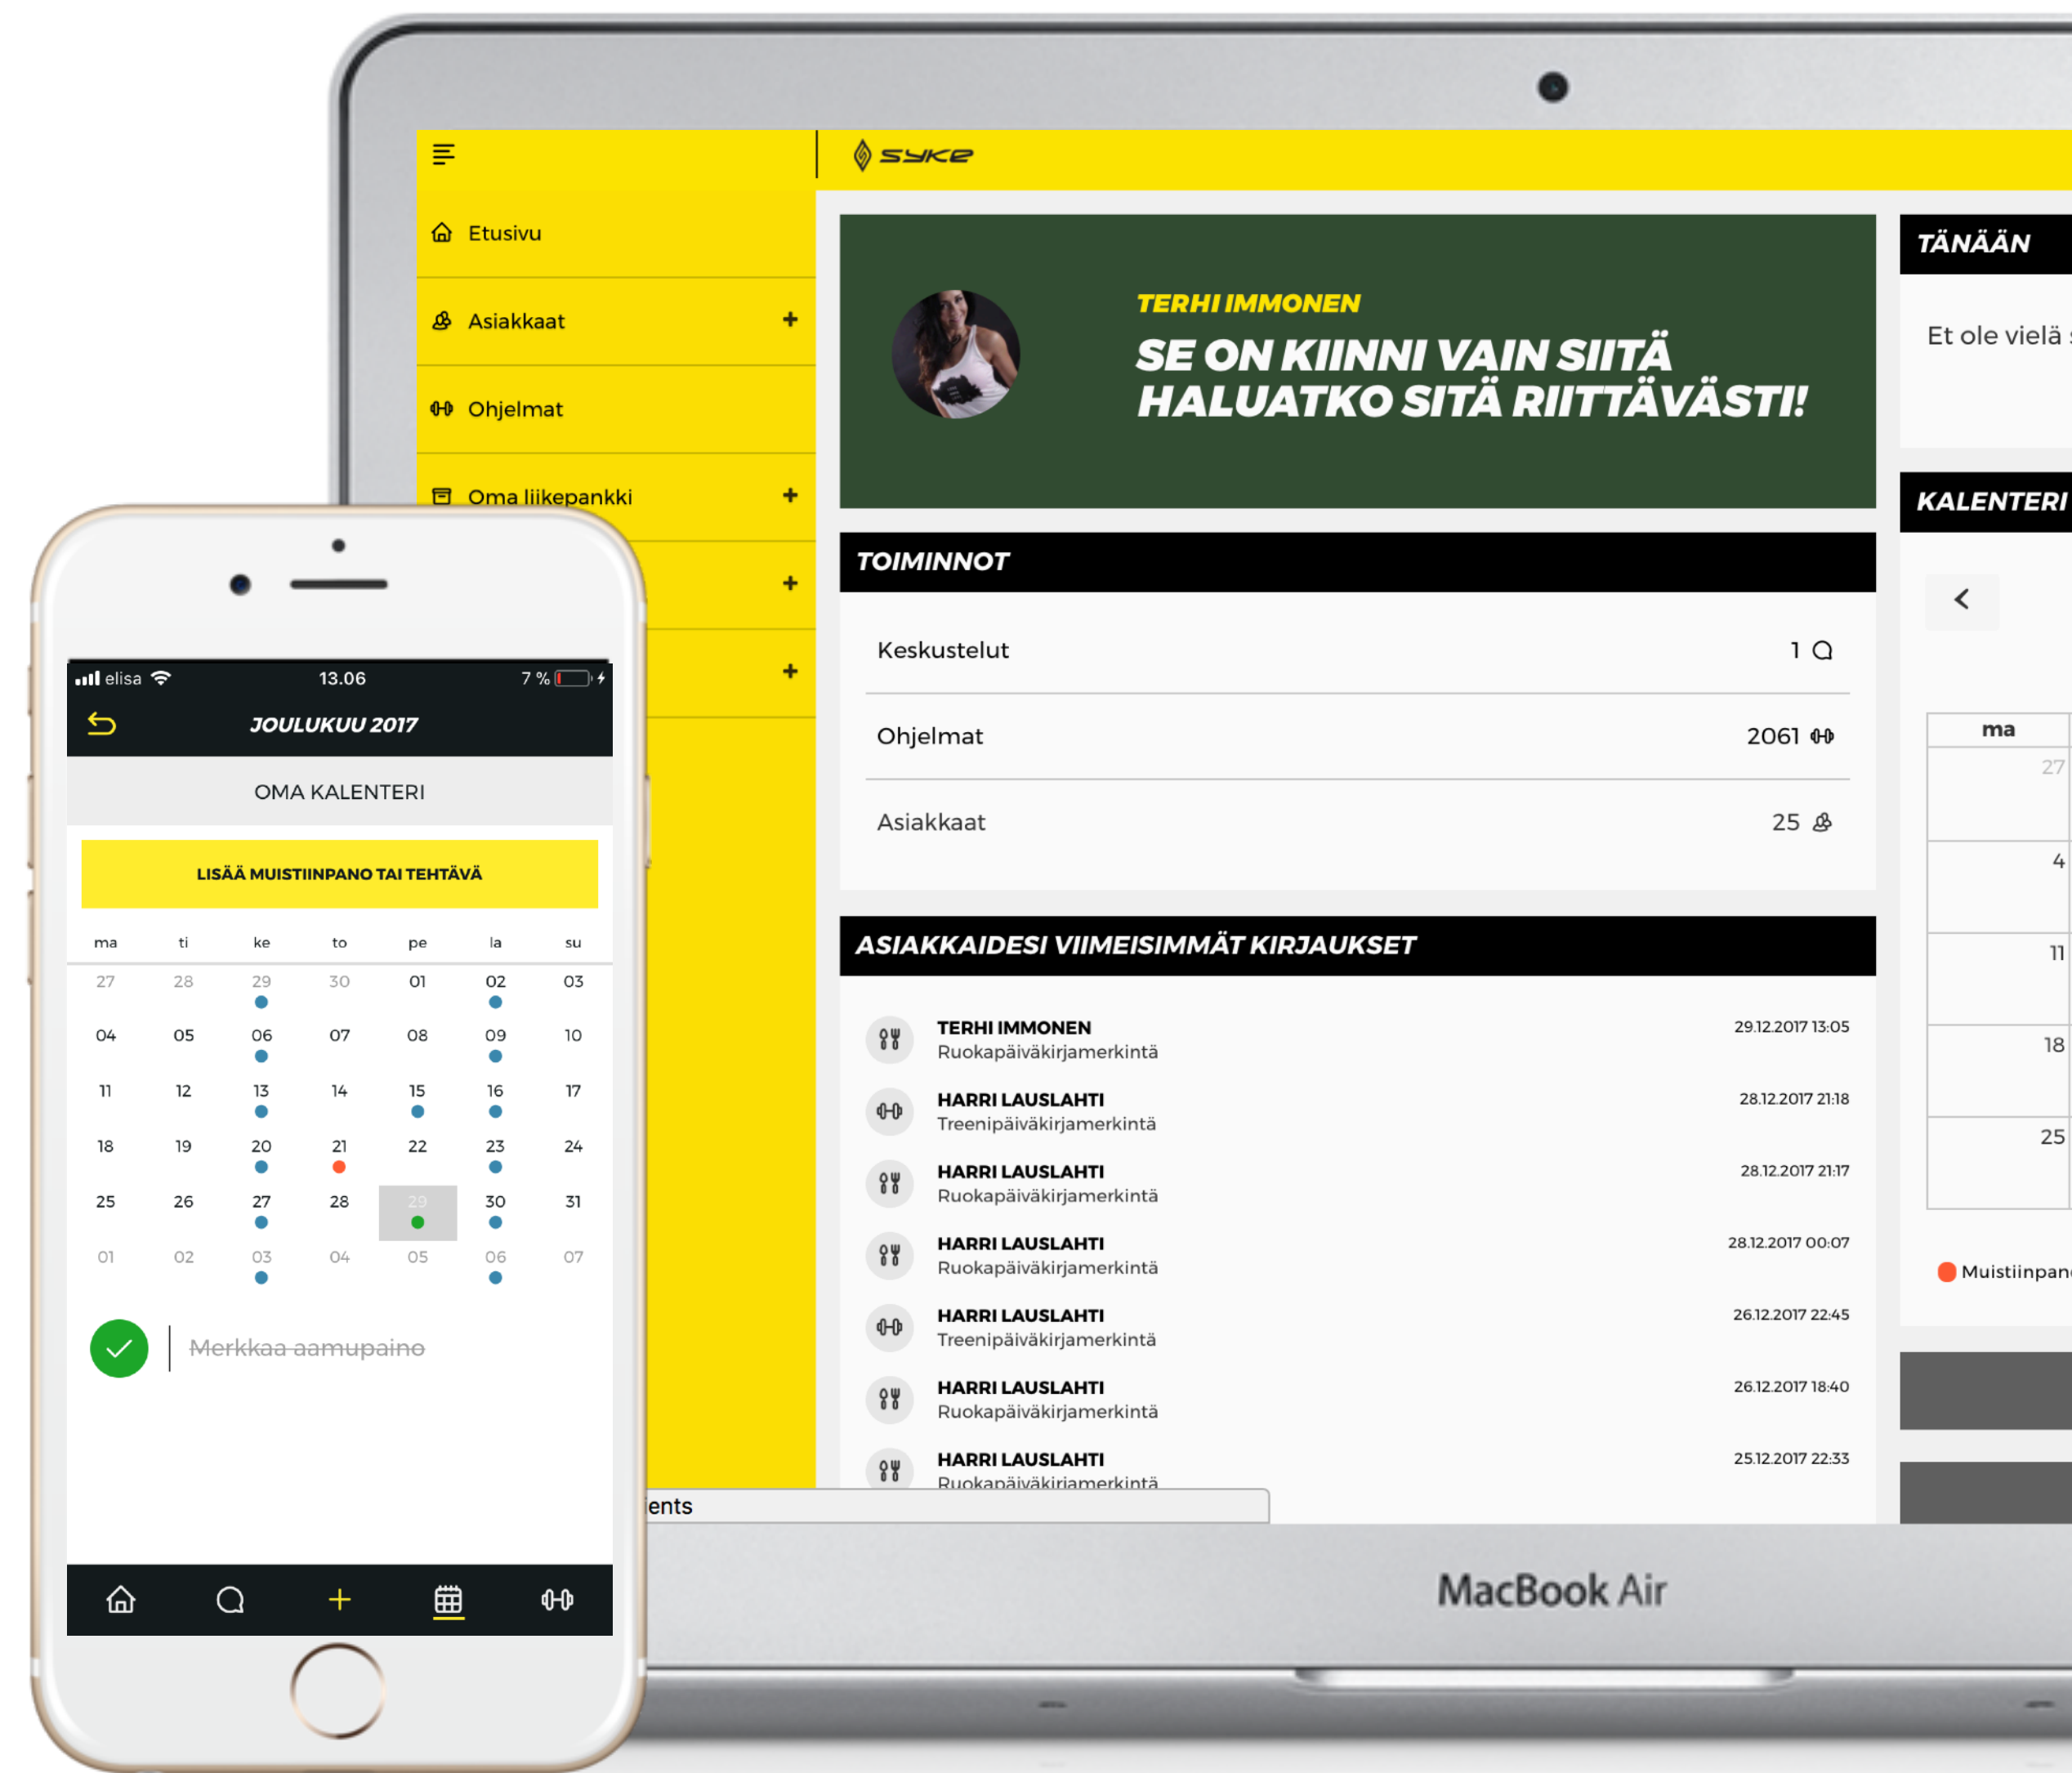 SYKE
Etusivu
Asiakkaat
Ohjelmat
Oma liikepankki
TERHI IMMONEN
SE ON KIINNI VAIN SIITÄ
HALUATKO SITÄ RIITTÄVÄSTI!
TOIMINNOT
Keskustelut 1
Ohjelmat 2061
Asiakkaat 25
ASIAKKAIDESI VIIMEISIMMÄT KIRJAUKSET
TERHI IMMONEN 29.12.2017 13:05
Ruokapäiväkirjamerkintä
HARRI LAUSLAHTI 28.12.2017 21:18
Treenipäiväkirjamerkintä
HARRI LAUSLAHTI 28.12.2017 21:17
Ruokapäiväkirjamerkintä
HARRI LAUSLAHTI 28.12.2017 00:07
Ruokapäiväkirjamerkintä
HARRI LAUSLAHTI 26.12.2017 22:45
Treenipäiväkirjamerkintä
HARRI LAUSLAHTI 26.12.2017 18:40
Ruokapäiväkirjamerkintä
HARRI LAUSLAHTI 25.12.2017 22:33
Ruokapäiväkirjamerkintä
TÄNÄÄN
Et ole vielä
KALENTERI
ma
27
4
11
18
25
MacBook Air
elisa 13.06 7 %
JOULUKUU 2017
OMA KALENTERI
LISÄÄ MUISTIINPANO TAI TEHTÄVÄ
ma ti ke to pe la su
27 28 29 30 01 02 03
04 05 06 07 08 09 10
11 12 13 14 15 16 17
18 19 20 21 22 23 24
25 26 27 28 29 30 31
01 02 03 04 05 06 07
Merkkaa aamupaino